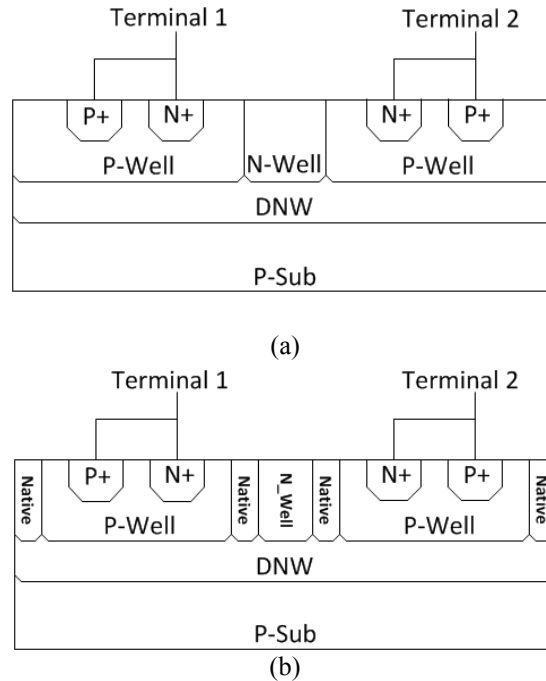 Terminal 1 Terminal 2
P+ N+ N+ P+
P-Well N-Well P-Well
DNW
P-Sub
(a)
Terminal 1 Terminal 2
Native P+ N+ Native N_Well Native N+ P+ Native
P-Well P-Well
DNW
P-Sub
(b)